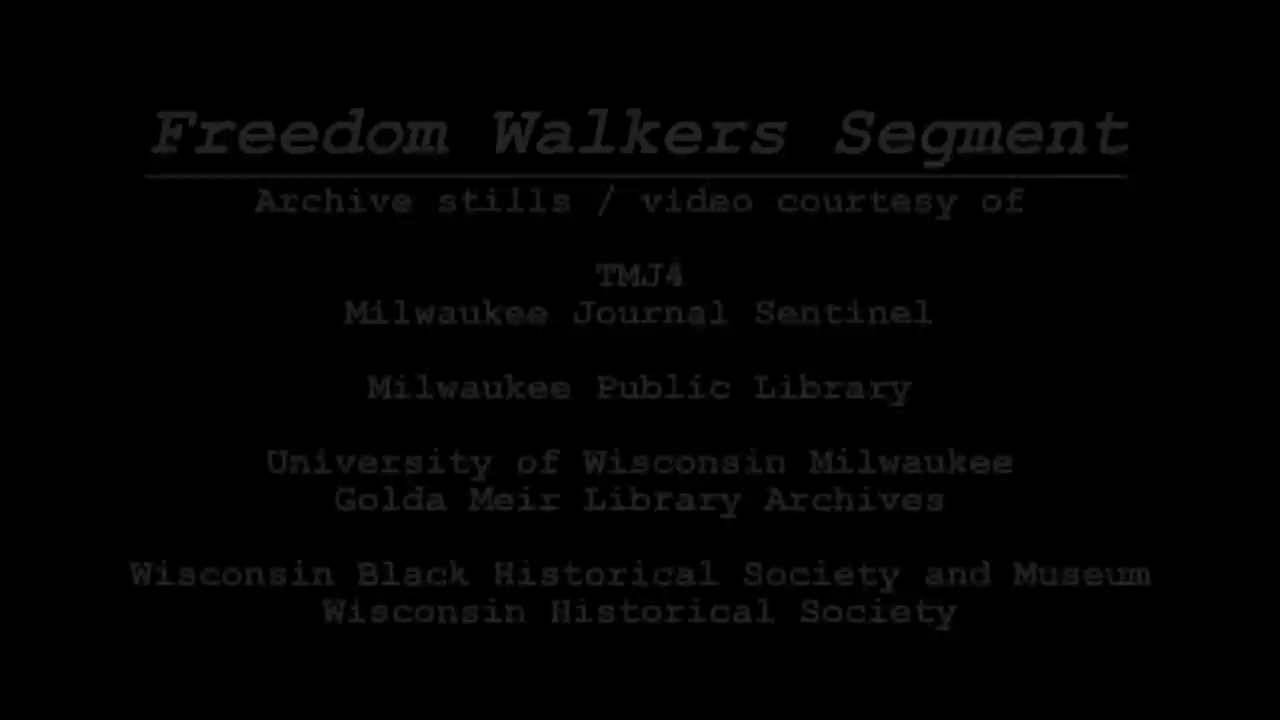 Freedom Walkers Segment
Archive stills / video courtesy of
TMJ4
Milwaukee Journal Sentinel
Milwaukee Public Library
University of Wisconsin Milwaukee
Golda Meir Library Archives
Wisconsin Black Historical Society and Museum
Wisconsin Historical Society